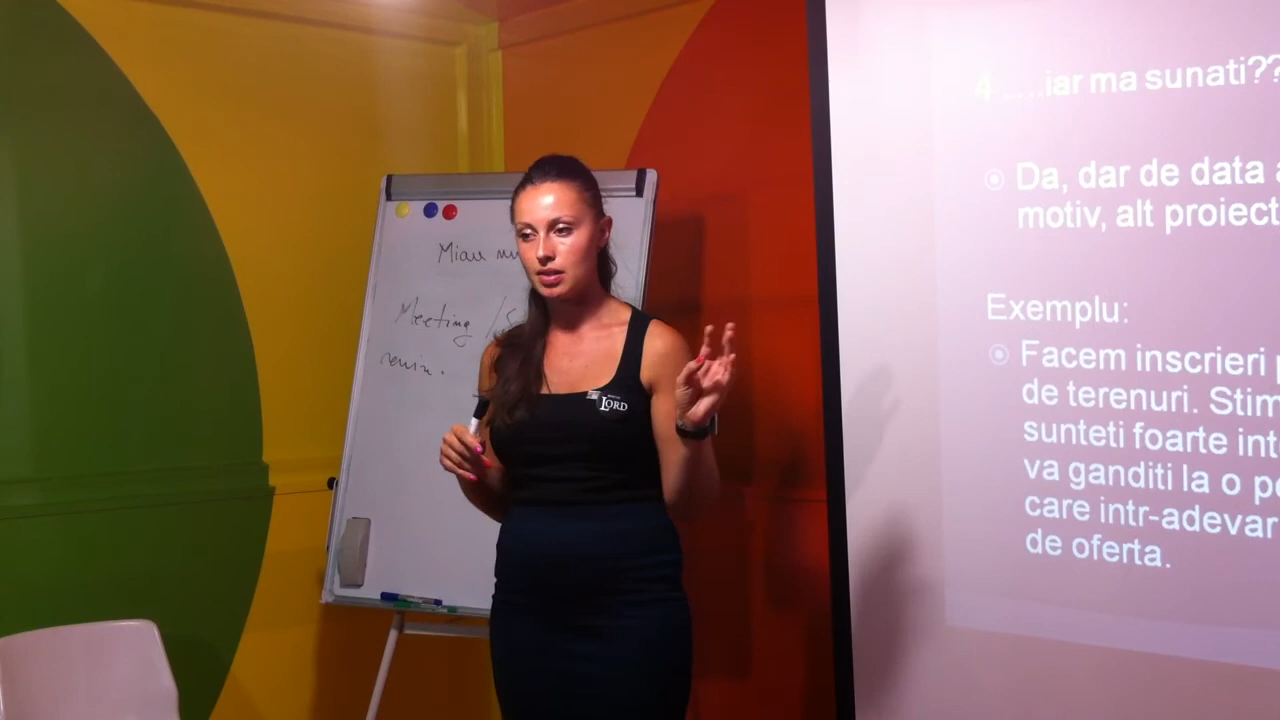 4 ....iar ma sunati??
Da, dar de data a
motiv, alt proiect
Exemplu:
Facem inscrieri p
de terenuri. Stim
sunteti foarte int
va ganditi la o pe
care intr-adevar
de oferta.
Miau
Meeting /S
LORD